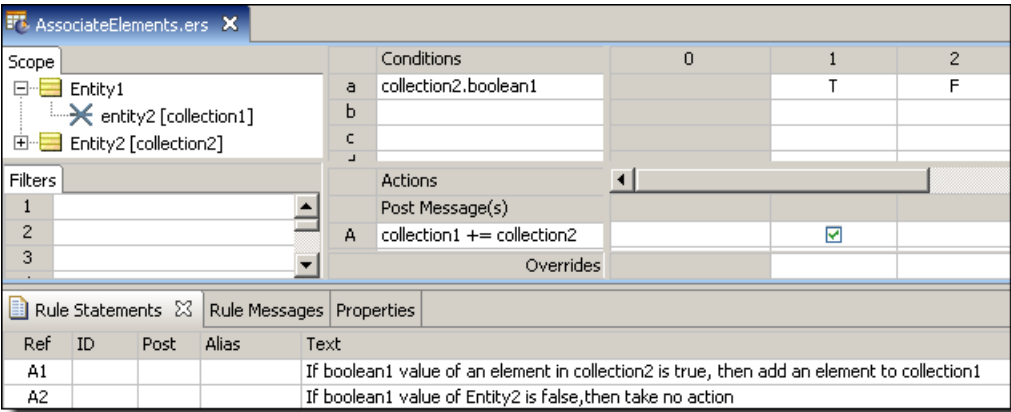 AssociateElements.ers
Scope
Entity1
entity2 [collection1]
Entity2 [collection2]
Conditions 0 1 2
a collection2.boolean1 T F
b
c
Filters
1
2
3
Actions
Post Message(s)
A collection1 += collection2
Overrides
Rule Statements Rule Messages Properties
Ref ID Post Alias Text
A1 If boolean1 value of an element in collection2 is true, then add an element to collection1
A2 If boolean1 value of Entity2 is false,then take no action